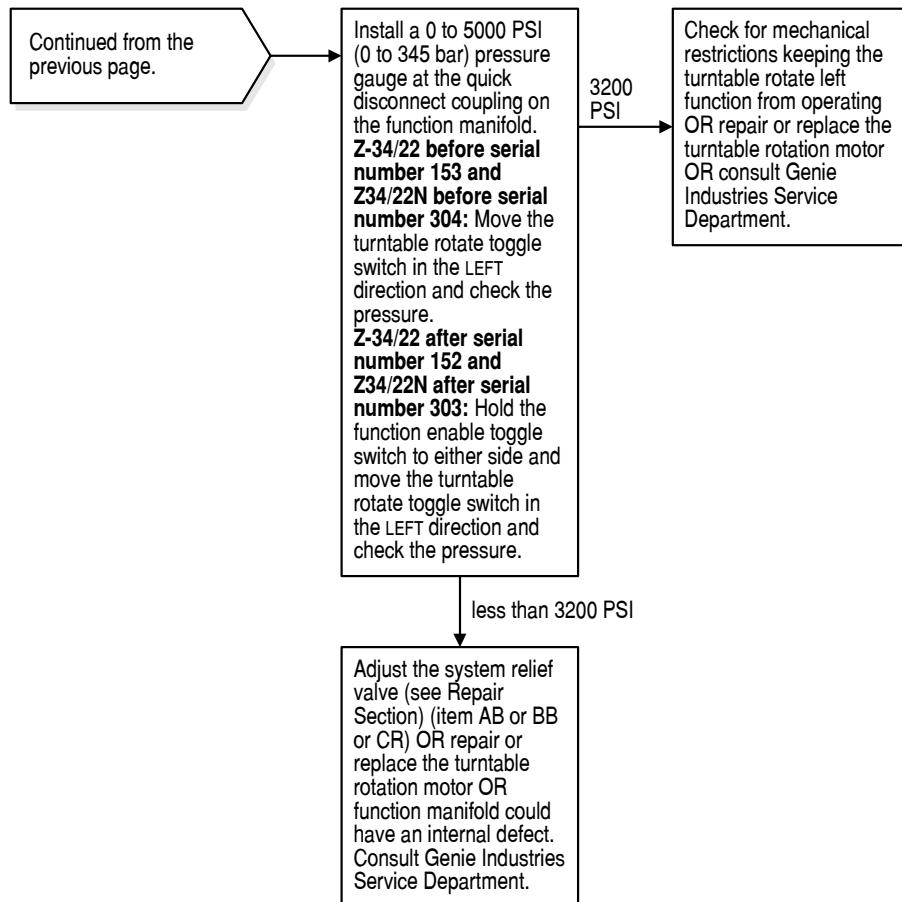 Continued from the
previous page.
Install a 0 to 5000 PSI
(0 to 345 bar) pressure
gauge at the quick
disconnect coupling on
the function manifold.
Z-34/22 before serial
number 153 and
Z34/22N before serial
number 304: Move the
turntable rotate toggle
switch in the LEFT
direction and check the
pressure.
Z-34/22 after serial
number 152 and
Z34/22N after serial
number 303: Hold the
function enable toggle
switch to either side and
move the turntable
rotate toggle switch in
the LEFT direction and
check the pressure.
3200
PSI
Check for mechanical
restrictions keeping the
turntable rotate left
function from operating
OR repair or replace the
turntable rotation motor
OR consult Genie
Industries Service
Department.
less than 3200 PSI
Adjust the system relief
valve (see Repair
Section) (item AB or BB
or CR) OR repair or
replace the turntable
rotation motor OR
function manifold could
have an internal defect.
Consult Genie Industries
Service Department.